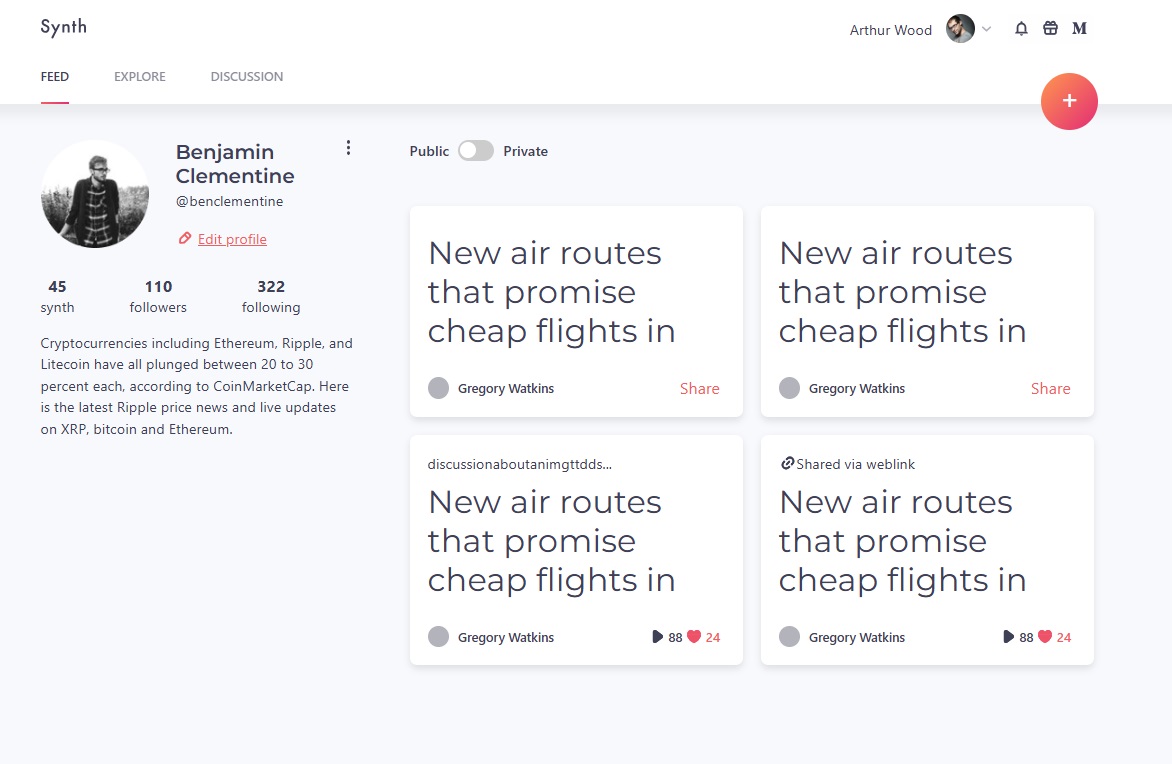 Synth
Arthur Wood
M
FEED
EXPLORE
DISCUSSION
+
Benjamin
Clementine
@benclementine
Edit profile
45
synth
110
followers
322
following
Cryptocurrencies including Ethereum, Ripple, and
Litecoin have all plunged between 20 to 30
percent each, according to CoinMarketCap. Here
is the latest Ripple price news and live updates
on XRP, bitcoin and Ethereum.
Public
Private
New air routes
that promise
cheap flights in
Gregory Watkins
Share
New air routes
that promise
cheap flights in
Gregory Watkins
Share
discussionaboutanimgttdds...
New air routes
that promise
cheap flights in
Gregory Watkins
88
24
Shared via weblink
New air routes
that promise
cheap flights in
Gregory Watkins
88
24